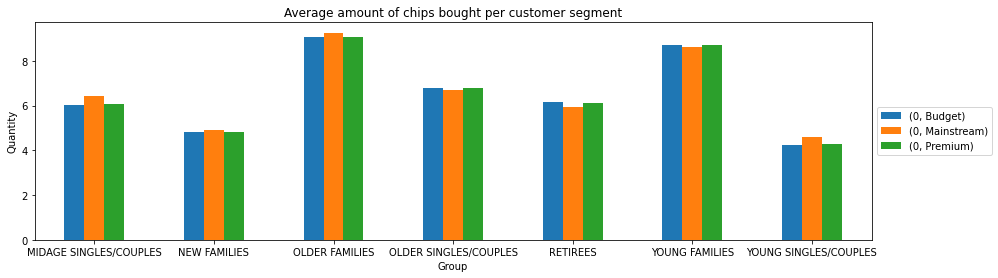 Average amount of chips bought per customer segment
Quantity
8
6
4
2
0
MIDAGE SINGLES/COUPLES NEW FAMILIES OLDER FAMILIES OLDER SINGLES/COUPLES RETIREES YOUNG FAMILIES YOUNG SINGLES/COUPLES
Group
(0, Budget)
(0, Mainstream)
(0, Premium)